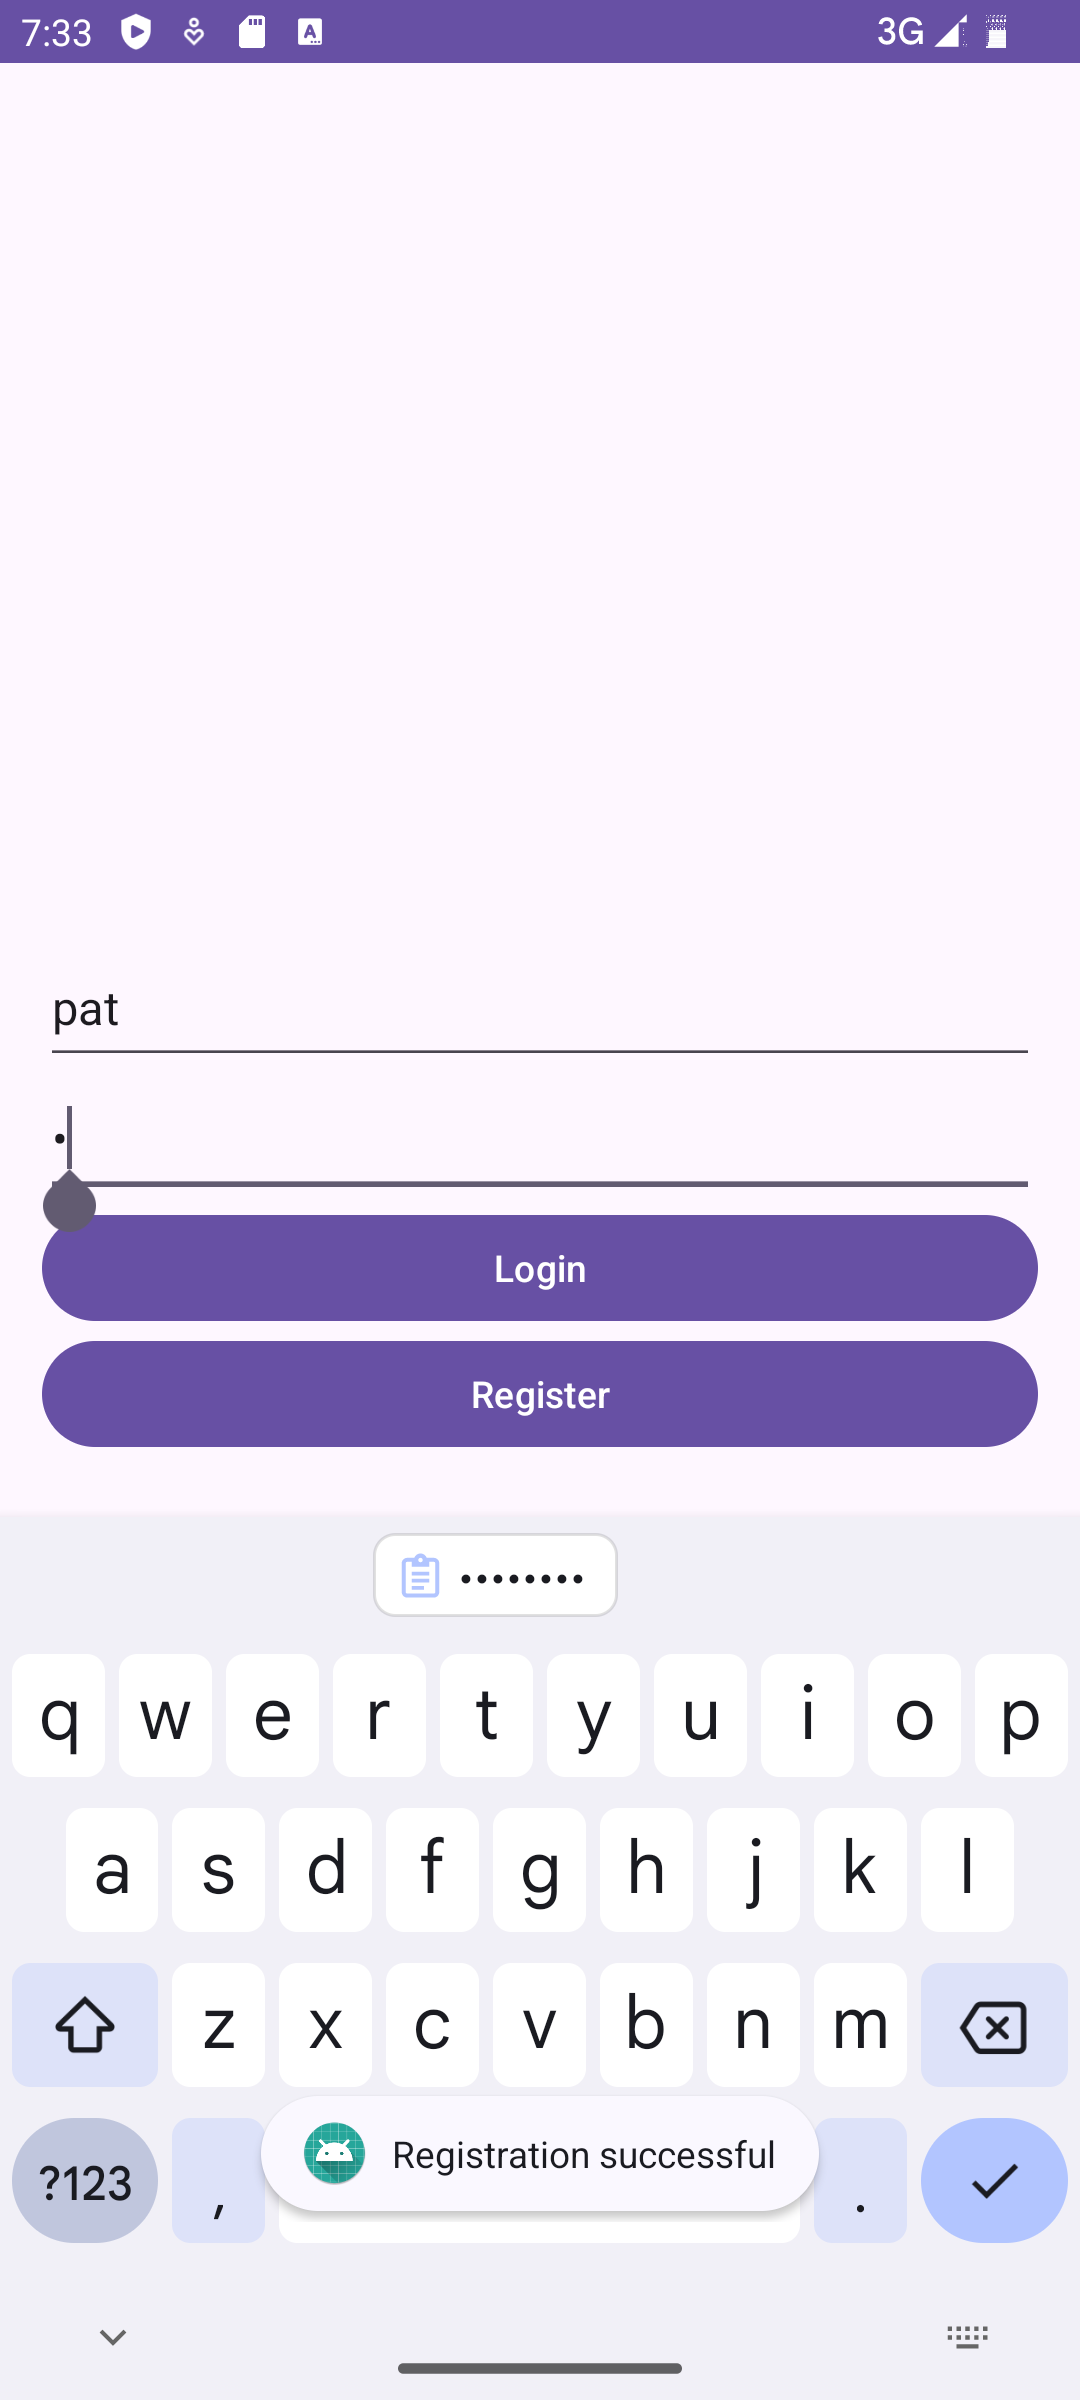 7:33 3G
pat
•
Login
Register
••••••••
q w e r t y u i o p
a s d f g h j k l
z x c v b n m
?123 , .
Registration successful